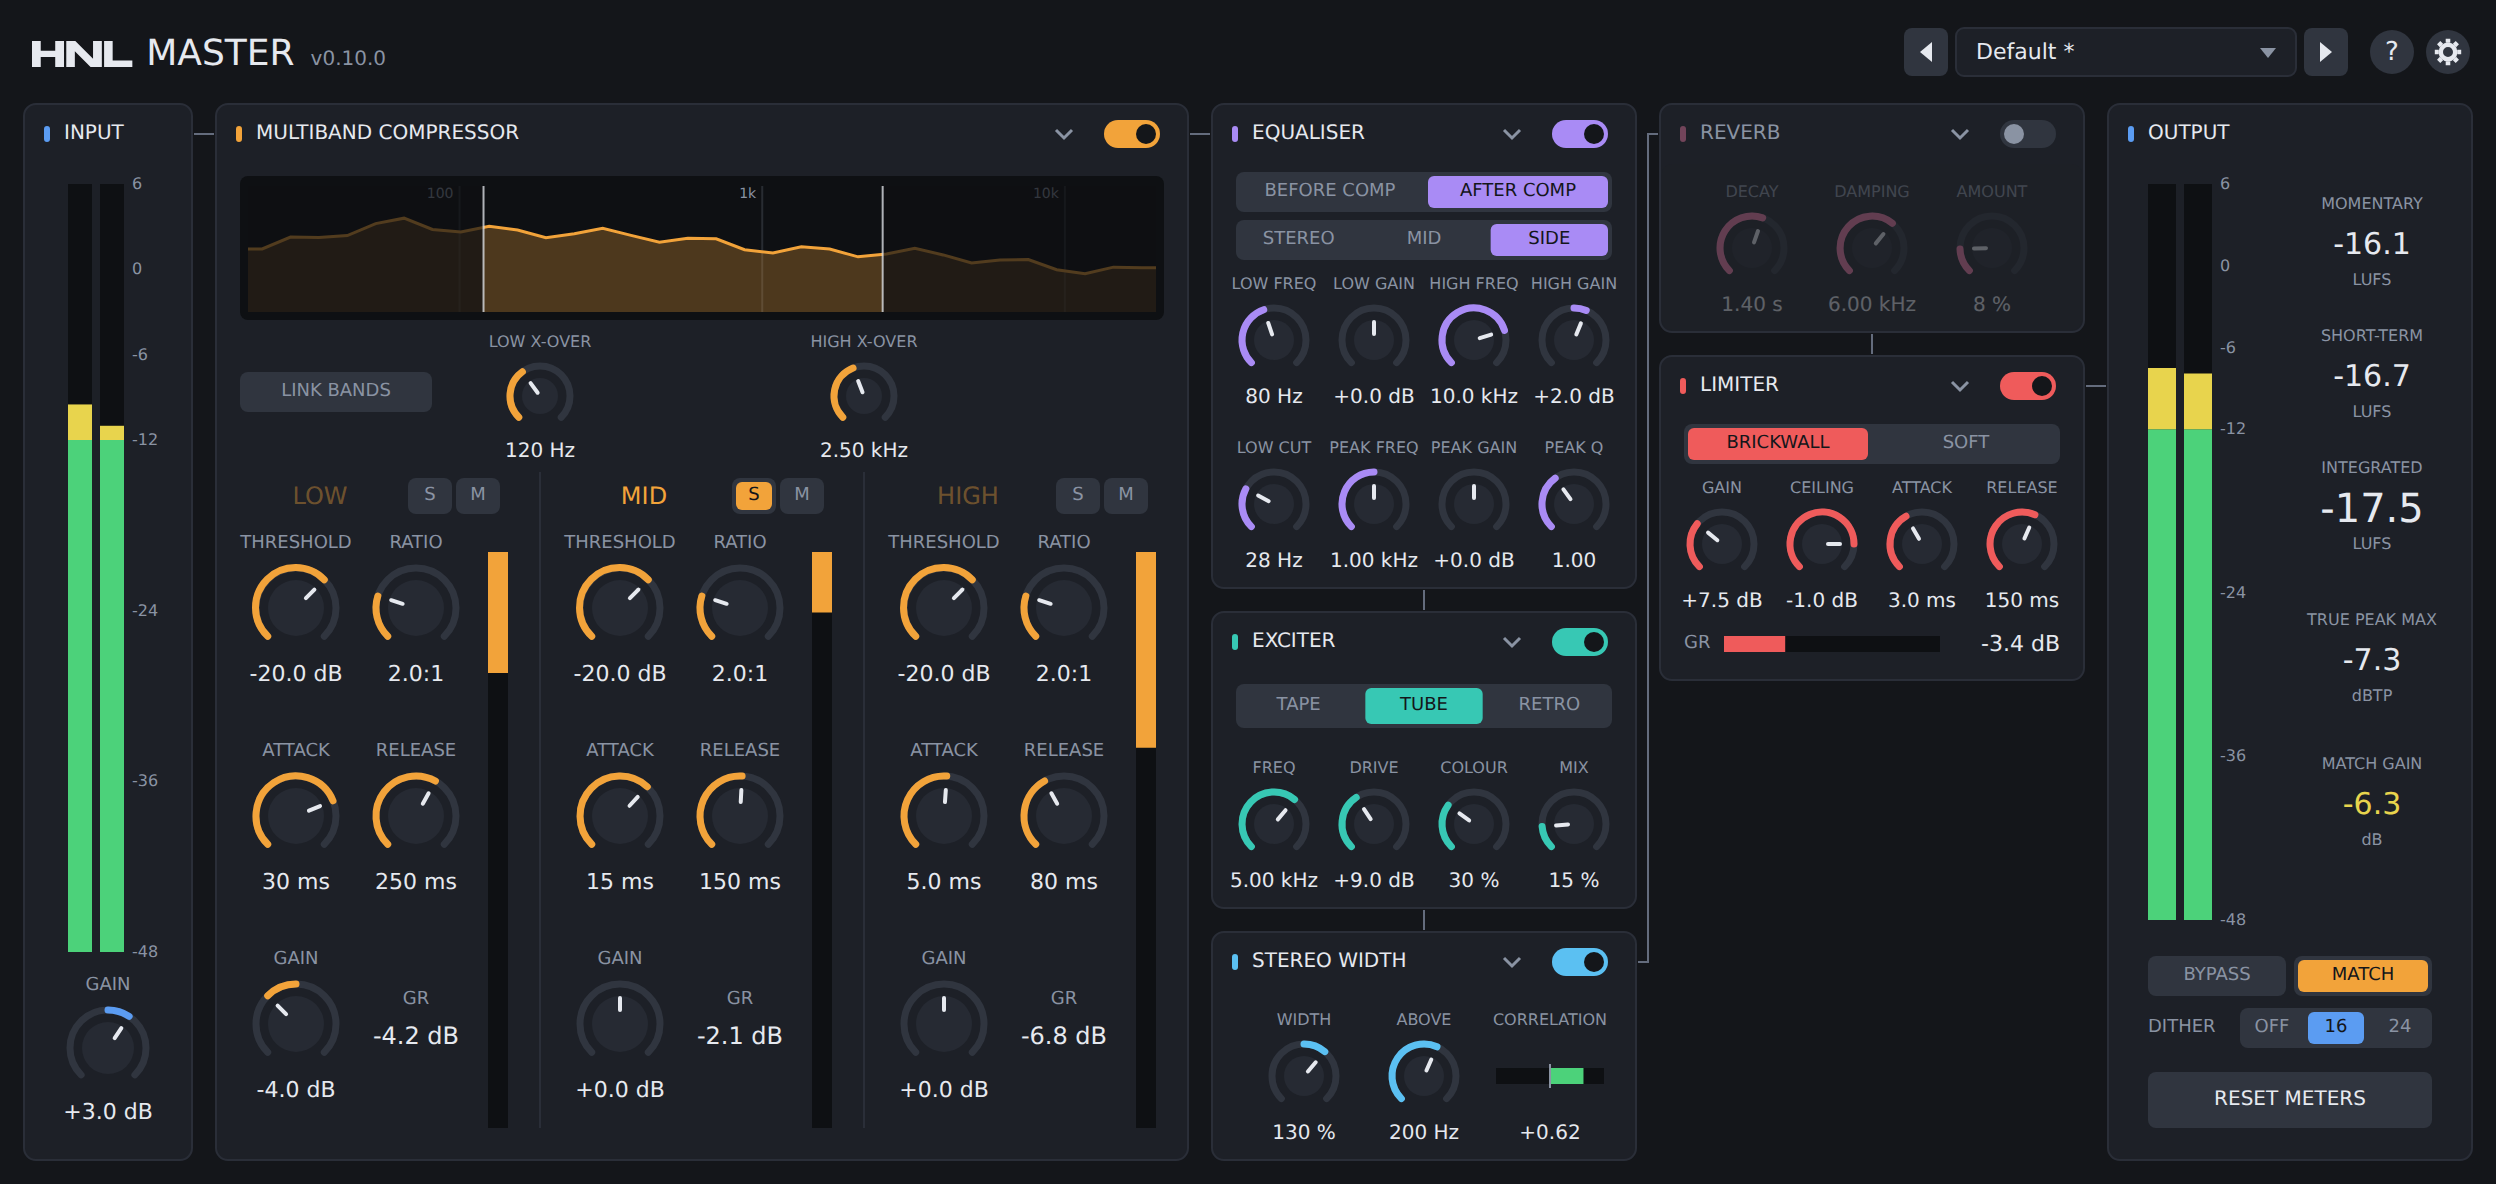 HNL MASTER v0.10.0
Default *
?
INPUT
6
0
-6
-12
-24
-36
-48
GAIN
+3.0 dB
MULTIBAND COMPRESSOR
100 1k 10k
LOW X-OVER HIGH X-OVER
LINK BANDS
120 Hz 2.50 kHz
LOW S M
THRESHOLD RATIO
-20.0 dB 2.0:1
ATTACK RELEASE
30 ms 250 ms
GAIN
GR
-4.2 dB
-4.0 dB
MID S M
THRESHOLD RATIO
-20.0 dB 2.0:1
ATTACK RELEASE
15 ms 150 ms
GAIN
GR
-2.1 dB
+0.0 dB
HIGH S M
THRESHOLD RATIO
-20.0 dB 2.0:1
ATTACK RELEASE
5.0 ms 80 ms
GAIN
GR
-6.8 dB
+0.0 dB
EQUALISER
BEFORE COMP AFTER COMP
STEREO MID SIDE
LOW FREQ LOW GAIN HIGH FREQ HIGH GAIN
80 Hz +0.0 dB 10.0 kHz +2.0 dB
LOW CUT PEAK FREQ PEAK GAIN PEAK Q
28 Hz 1.00 kHz +0.0 dB 1.00
EXCITER
TAPE TUBE RETRO
FREQ DRIVE COLOUR MIX
5.00 kHz +9.0 dB 30 % 15 %
STEREO WIDTH
WIDTH ABOVE CORRELATION
130 % 200 Hz +0.62
REVERB
DECAY DAMPING AMOUNT
1.40 s 6.00 kHz 8 %
LIMITER
BRICKWALL SOFT
GAIN CEILING ATTACK RELEASE
+7.5 dB -1.0 dB 3.0 ms 150 ms
GR -3.4 dB
OUTPUT
6
0
-6
-12
-24
-36
-48
MOMENTARY
-16.1
LUFS
SHORT-TERM
-16.7
LUFS
INTEGRATED
-17.5
LUFS
TRUE PEAK MAX
-7.3
dBTP
MATCH GAIN
-6.3
dB
BYPASS MATCH
DITHER OFF 16 24
RESET METERS